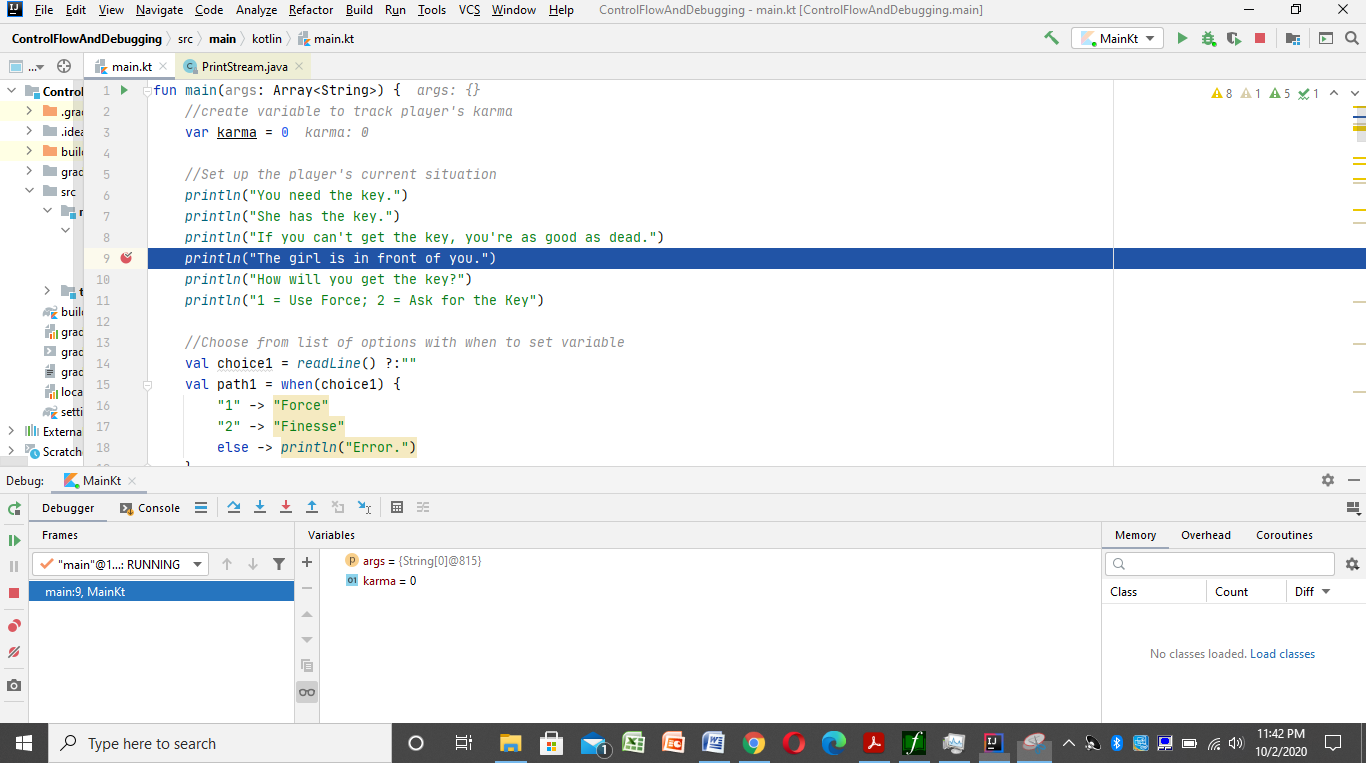 File Edit View Navigate Code Analyze Refactor Build Run Tools VCS Window Help ControlFlowAndDebugging - main.kt [ControlFlowAndDebugging.main]
ControlFlowAndDebugging src main kotlin main.kt MainKt
... main.kt PrintStream.java
Control
.gra
.idea
buil
grad
src
buil
grad
grad
grad
loca
setti
Externa
Scratche
8 1 5 1
1 fun main(args: Array<String>) { args: {}
2 //create variable to track player's karma
3 var karma = 0 karma: 0
4
5 //Set up the player's current situation
6 println("You need the key.")
7 println("She has the key.")
8 println("If you can't get the key, you're as good as dead.")
9 println("The girl is in front of you.")
10 println("How will you get the key?")
11 println("1 = Use Force; 2 = Ask for the Key")
12
13 //Choose from list of options with when to set variable
14 val choice1 = readLine() ?:""
15 val path1 = when(choice1) {
16 "1" -> "Force"
17 "2" -> "Finesse"
18 else -> println("Error.")
Debug: MainKt
Debugger Console
Frames Variables Memory Overhead Coroutines
"main"@1...: RUNNING
main:9, MainKt
args = {String[0]@815}
karma = 0
Class Count Diff
No classes loaded. Load classes
Type here to search
1
11:42 PM
10/2/2020